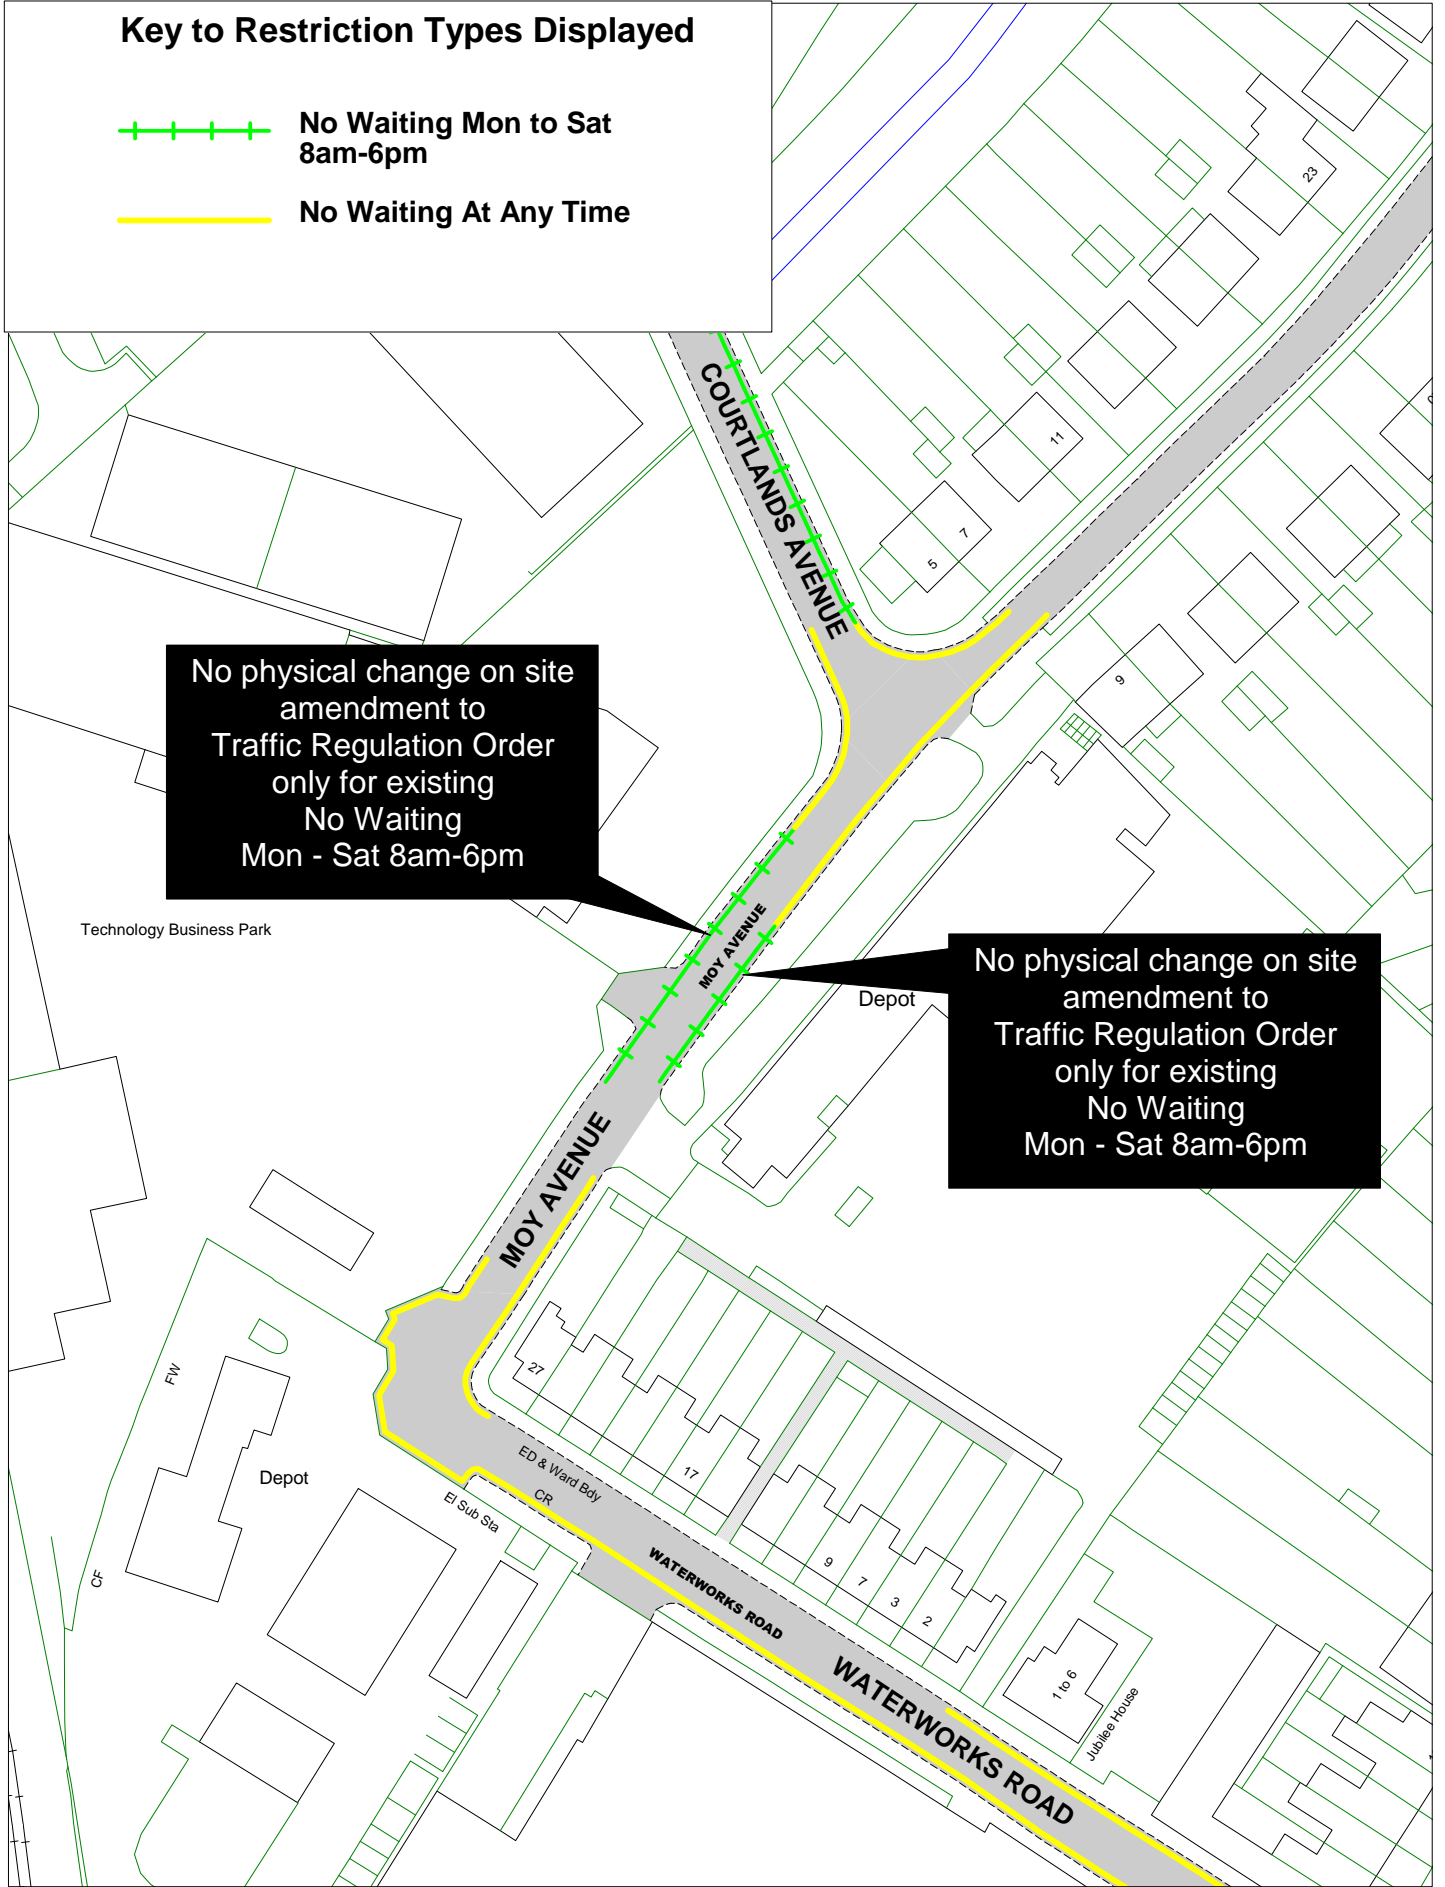 Key to Restriction Types Displayed
No Waiting Mon to Sat
8am-6pm
No Waiting At Any Time
23
COURTLANDS AVENUE
11
7
5
9
No physical change on site
amendment to
Traffic Regulation Order
only for existing
No Waiting
Mon - Sat 8am-6pm
Technology Business Park
MOY AVENUE
Depot
No physical change on site
amendment to
Traffic Regulation Order
only for existing
No Waiting
Mon - Sat 8am-6pm
MOY AVENUE
27
FW
17
ED & Ward Bdy
Depot
CR
El Sub Sta
CF
WATERWORKS ROAD
9
7
3
2
WATERWORKS ROAD
1 to 6
Jubilee House